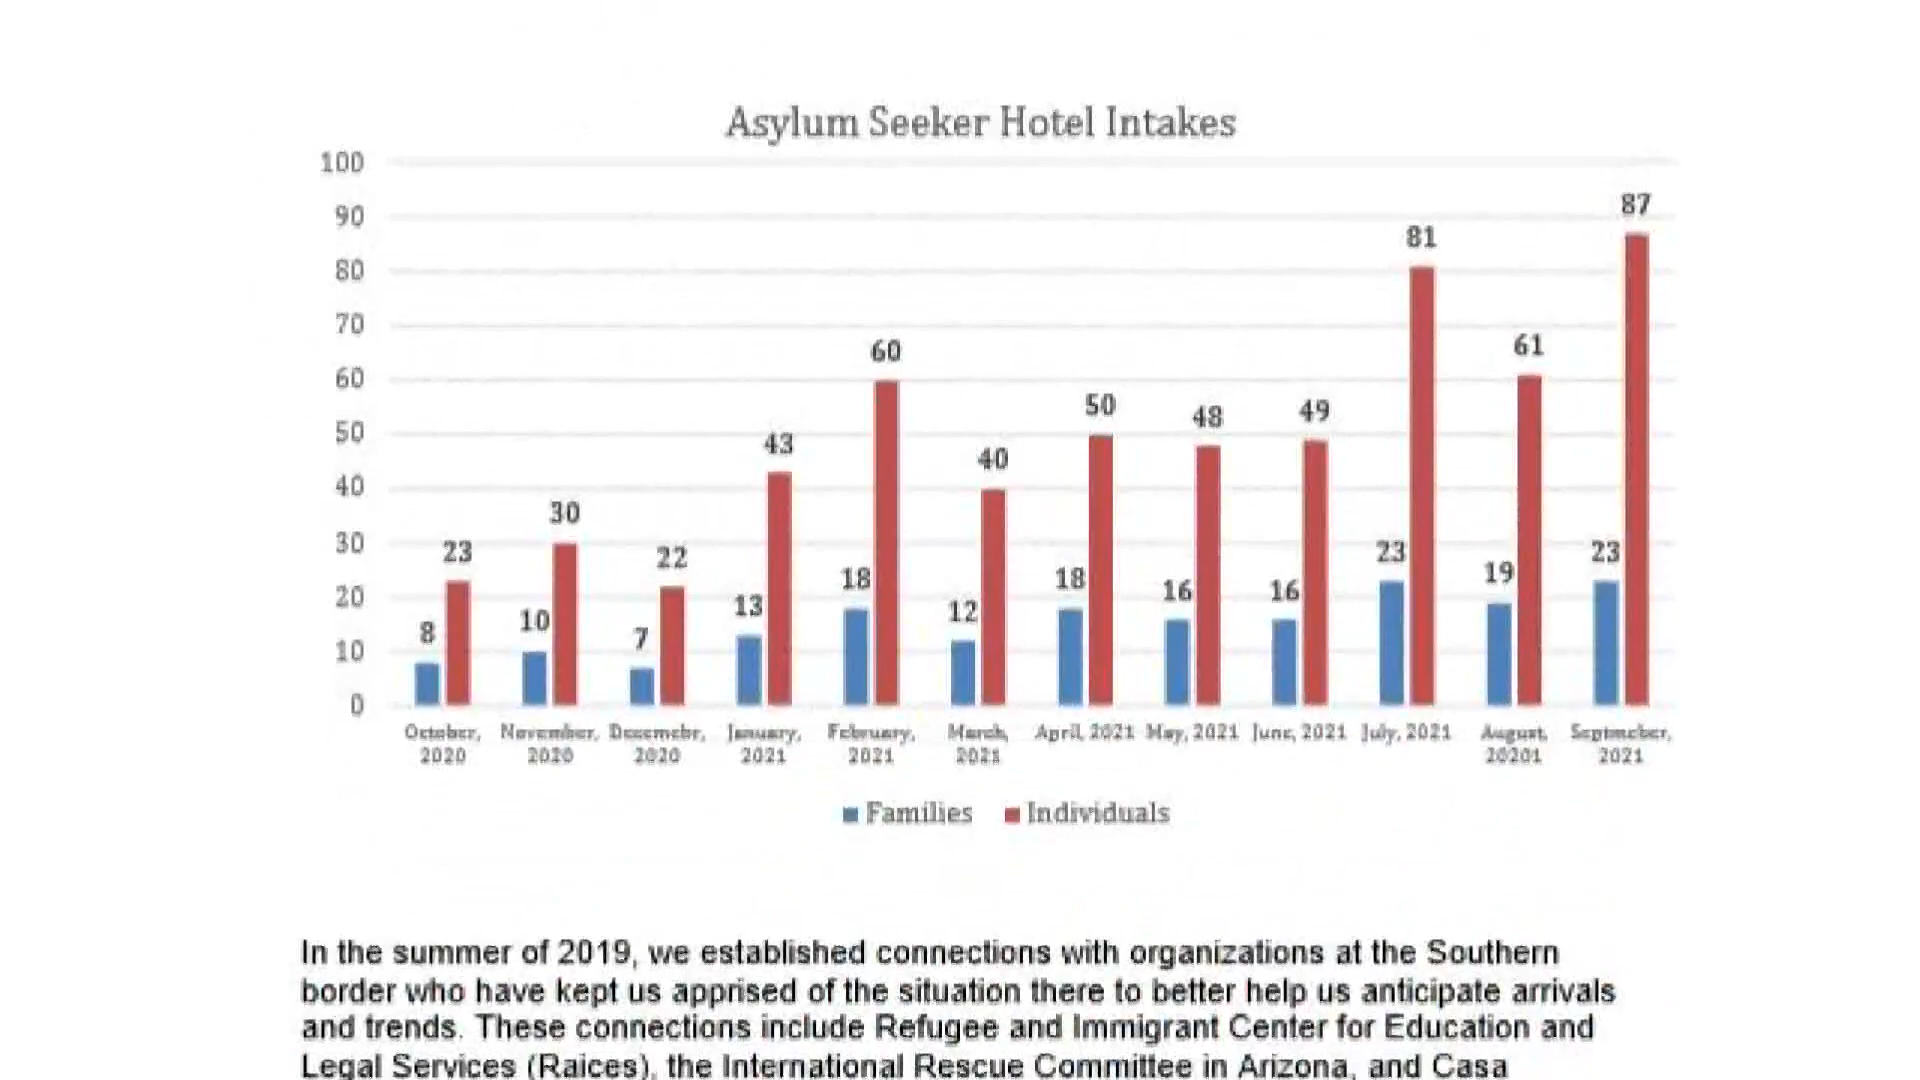 Asylum Seeker Hotel Intakes
100
90
80
70
60
50
40
30
20
10
0
8 23
10 30
7 22
13 43
18 60
12 40
18 50
16 48
16 49
23 81
19 61
23 87
October, November, Decemebr, January, February, March, April, 2021 May, 2021 June, 2021 July, 2021 August, Septmeber,
2020 2020 2020 2021 2021 2021 20201 2021
Families Individuals
In the summer of 2019, we established connections with organizations at the Southern
border who have kept us apprised of the situation there to better help us anticipate arrivals
and trends. These connections include Refugee and Immigrant Center for Education and
Legal Services (Raices), the International Rescue Committee in Arizona, and Casa